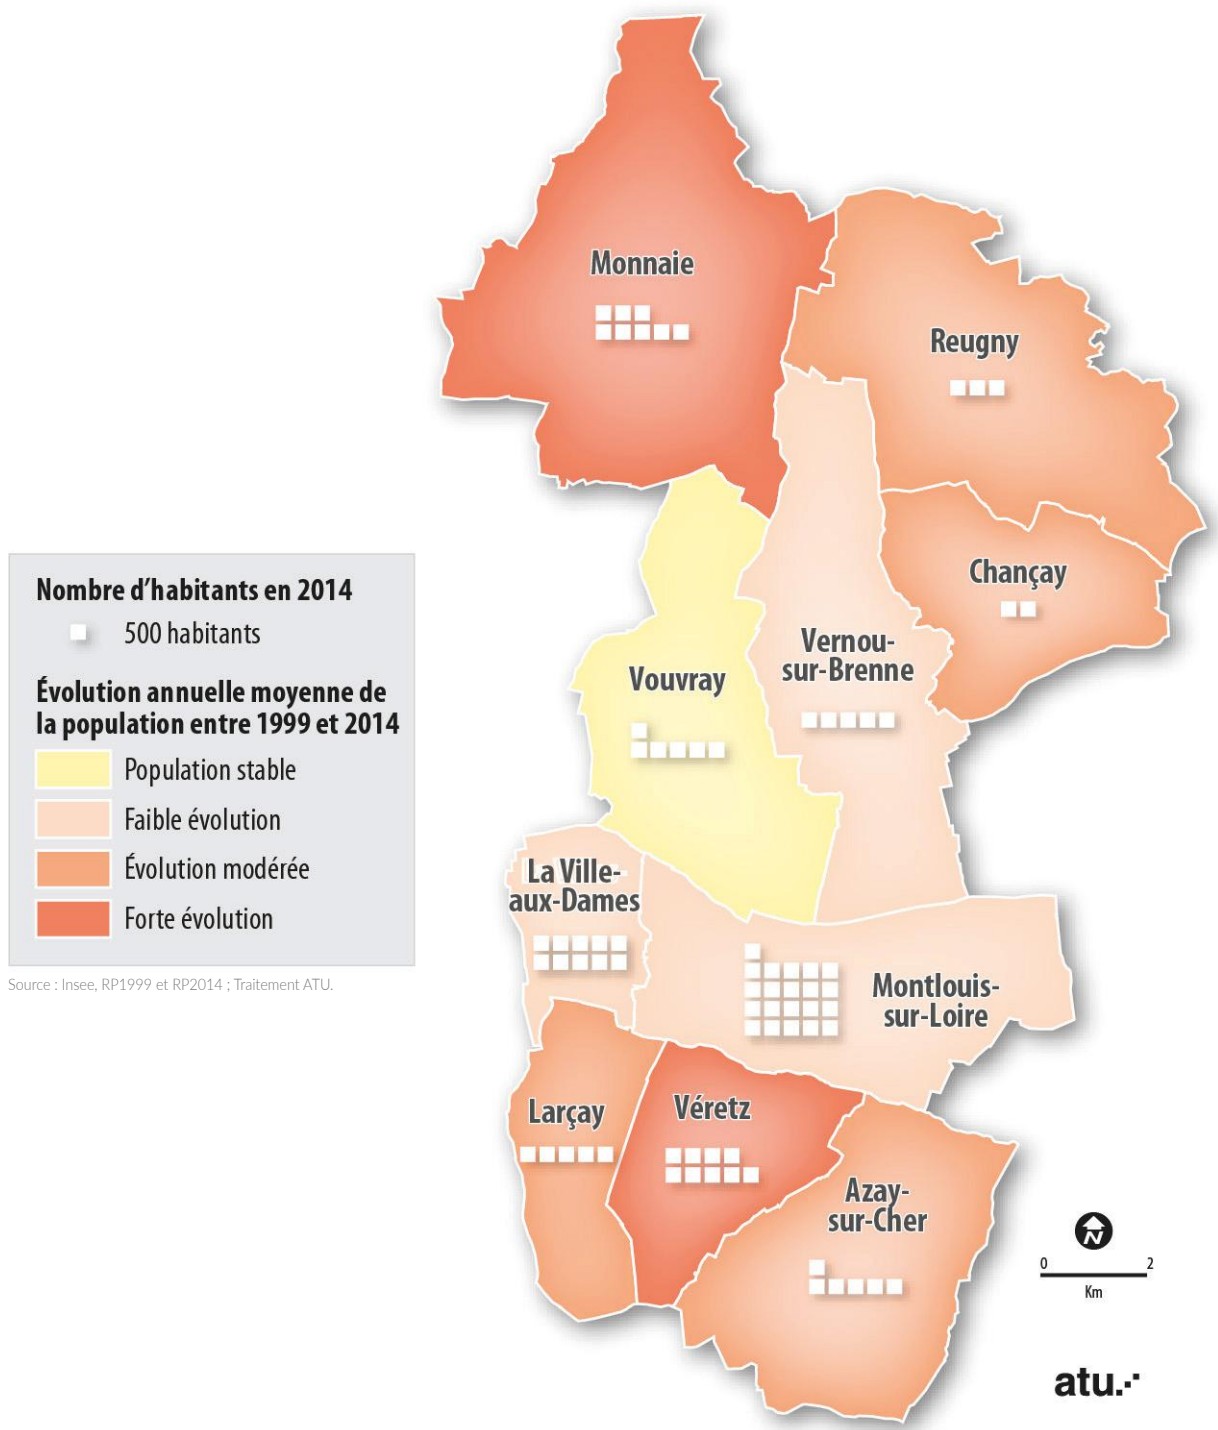 Monnaie
Reugny
Chançay
Vernou-
sur-Brenne
Vouvray
La Ville-
aux-Dames
Montlouis-
sur-Loire
Larçay
Véretz
Azay-
sur-Cher
Nombre d'habitants en 2014
500 habitants
Évolution annuelle moyenne de
la population entre 1999 et 2014
Population stable
Faible évolution
Évolution modérée
Forte évolution
Source : Insee, RP1999 et RP2014 ; Traitement ATU.
N
0 2
Km
atu.